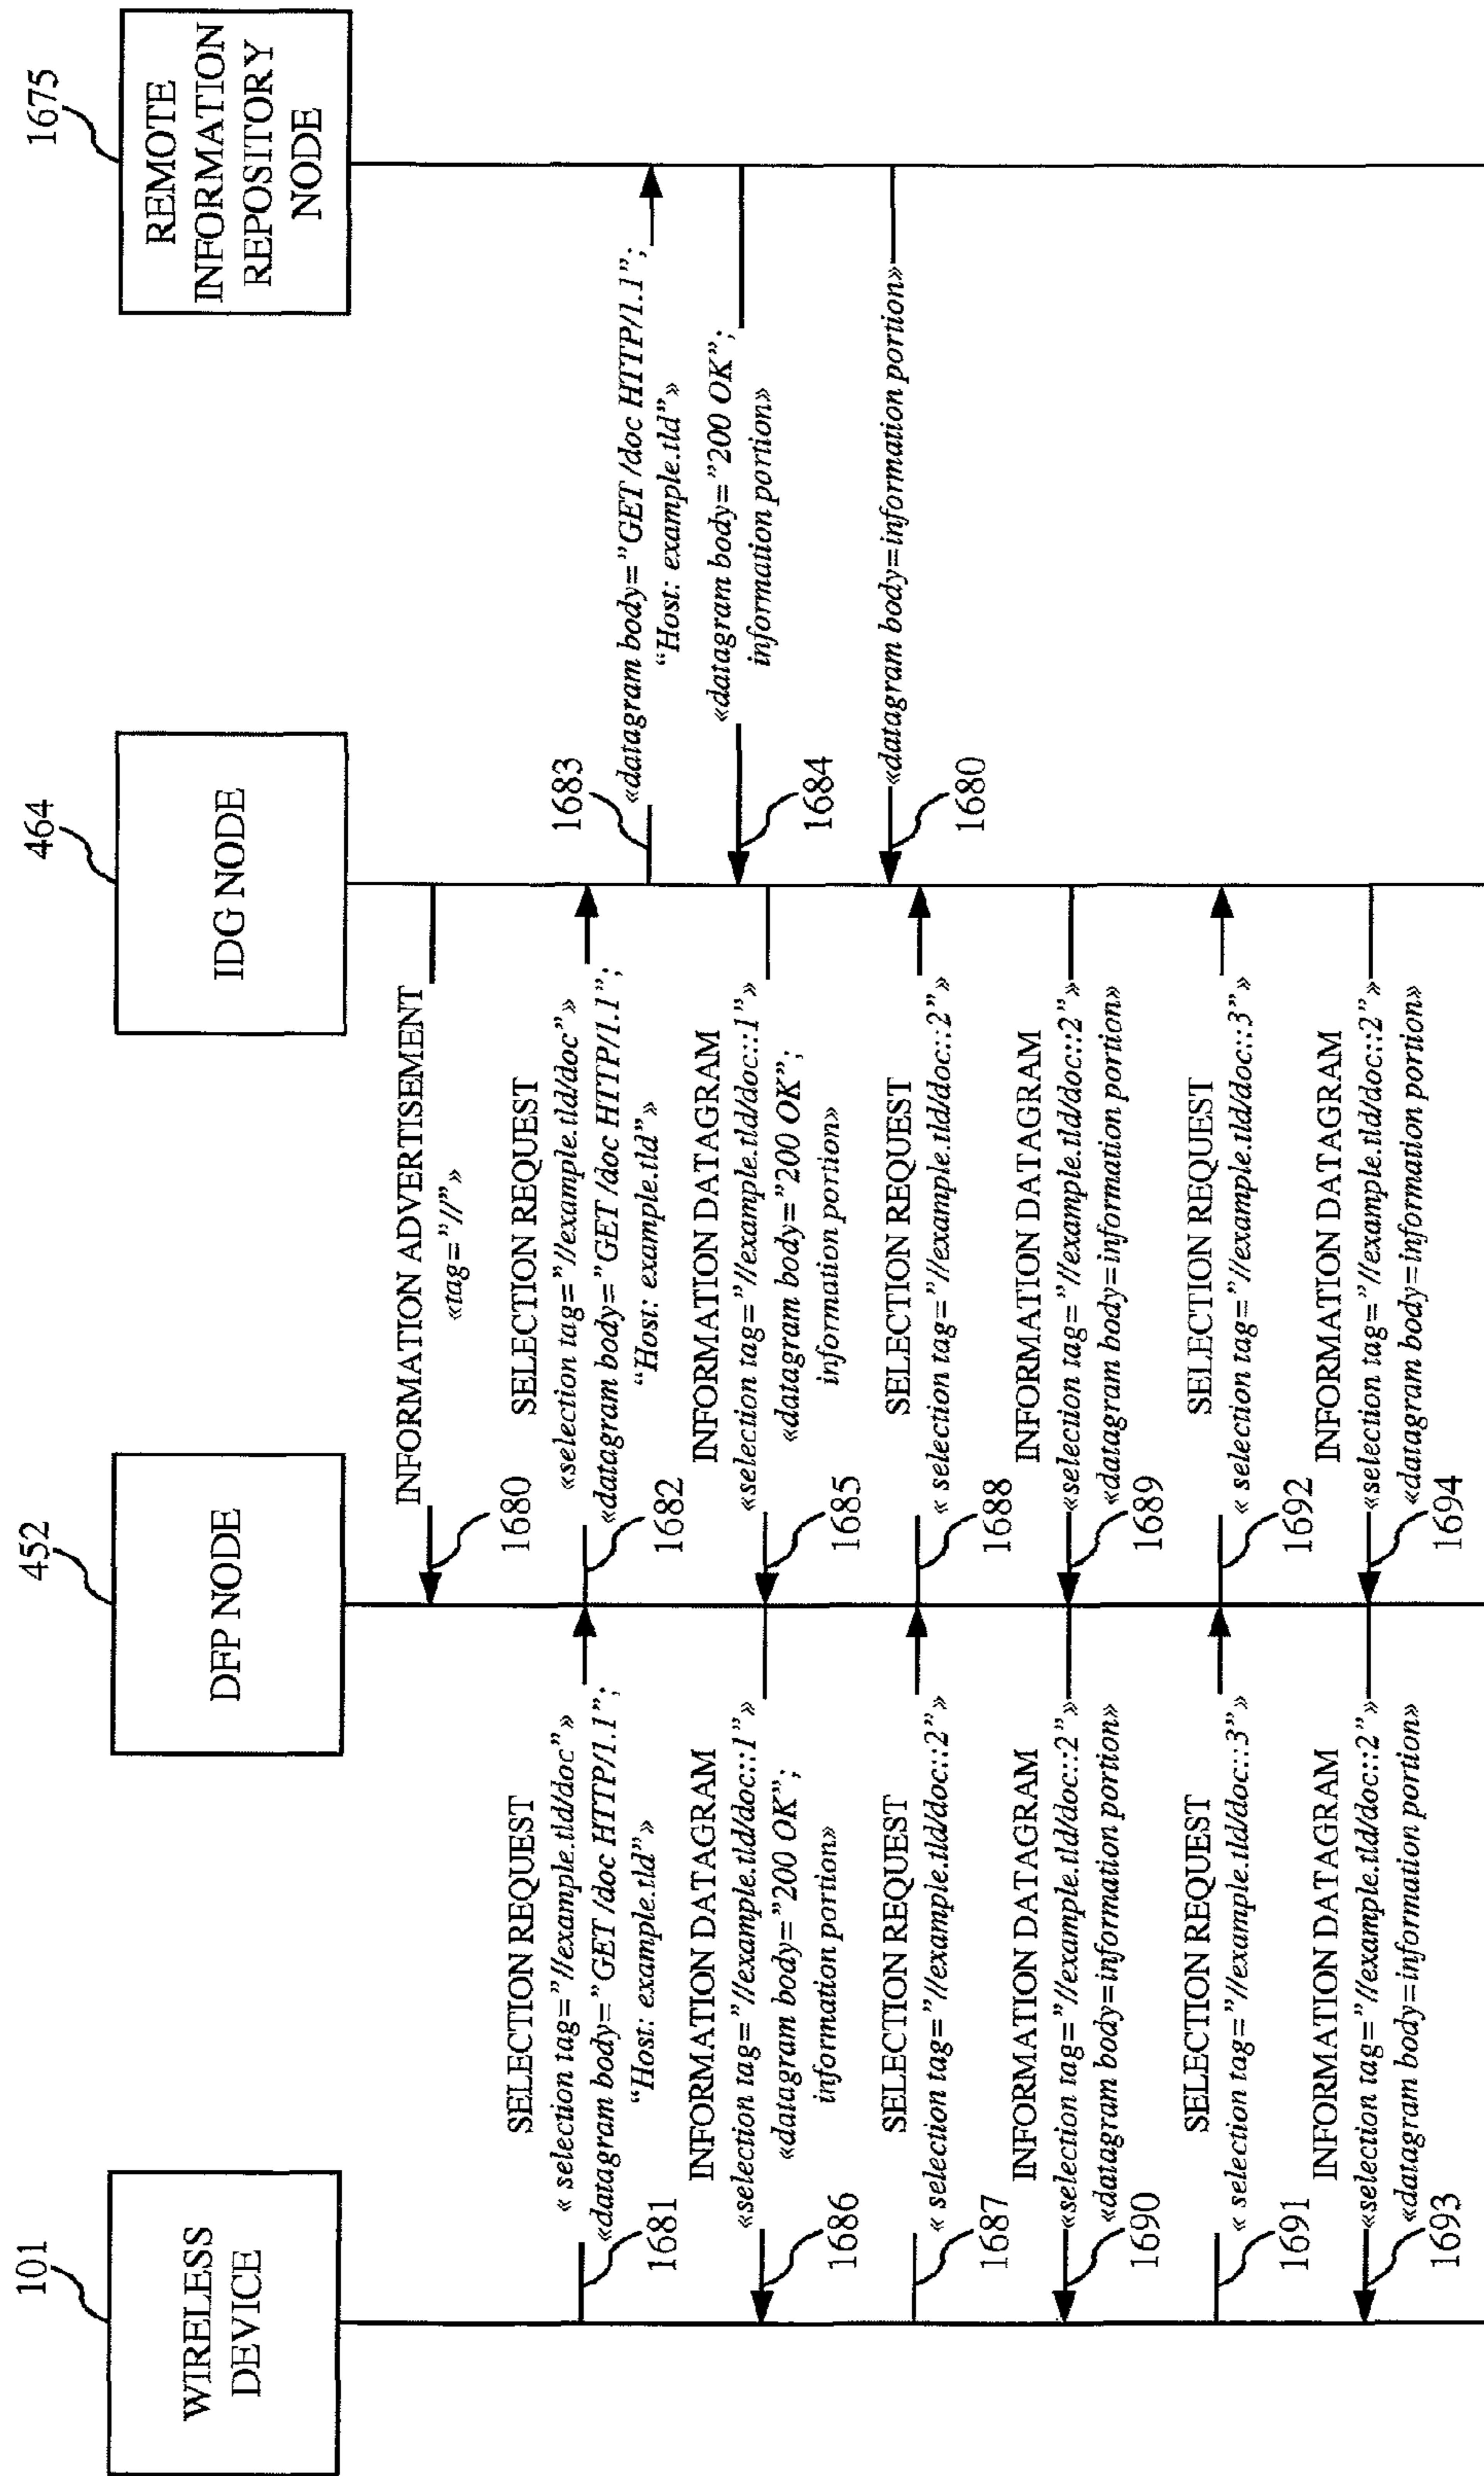 101
WIRELESS
DEVICE
452
DFP NODE
464
IDG NODE
1675
REMOTE
INFORMATION
REPOSITORY
NODE
INFORMATION ADVERTISEMENT
«tag=”//”»
1680
SELECTION REQUEST
« selection tag=”//example.tld/doc”»
«datagram body=”GET /doc HTTP/1.1”;
“Host: example.tld”»
1681
SELECTION REQUEST
«selection tag=”//example.tld/doc”»
«datagram body=”GET /doc HTTP/1.1”;
“Host: example.tld”»
1682
1683
«datagram body=”GET /doc HTTP/1.1”;
“Host: example.tld”»
«datagram body=”200 OK”;
information portion»
1684
INFORMATION DATAGRAM
«selection tag=”//example.tld/doc::1”»
«datagram body=”200 OK”;
information portion»
1685
INFORMATION DATAGRAM
«selection tag=”//example.tld/doc::1”»
«datagram body=”200 OK”;
information portion»
1686
«datagram body=information portion»
1680
SELECTION REQUEST
« selection tag=”//example.tld/doc::2”»
1687
SELECTION REQUEST
« selection tag=”//example.tld/doc::2”»
1688
INFORMATION DATAGRAM
«selection tag=”//example.tld/doc::2”»
«datagram body=information portion»
1689
INFORMATION DATAGRAM
«selection tag=”//example.tld/doc::2”»
«datagram body=information portion»
1690
SELECTION REQUEST
« selection tag=”//example.tld/doc::3”»
1691
SELECTION REQUEST
« selection tag=”//example.tld/doc::3”»
1692
INFORMATION DATAGRAM
«selection tag=”//example.tld/doc::2”»
«datagram body=information portion»
1693
INFORMATION DATAGRAM
«selection tag=”//example.tld/doc::2”»
«datagram body=information portion»
1694